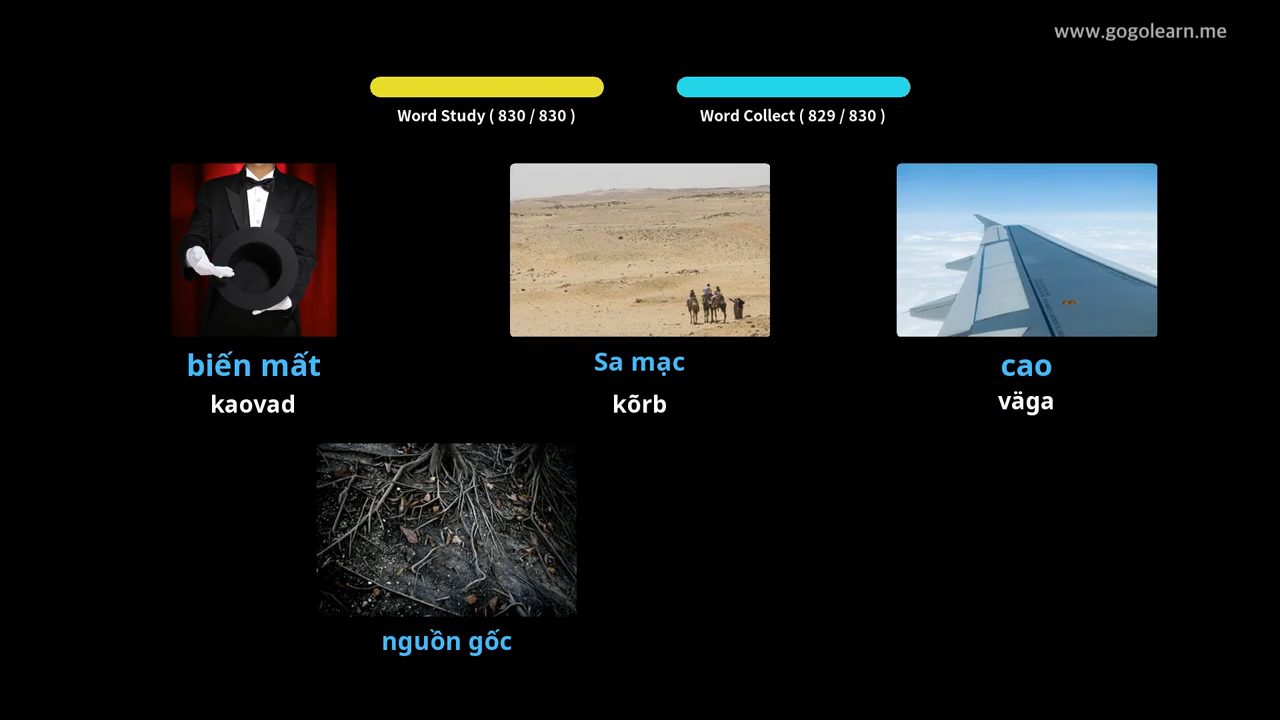 www.gogolearn.me
Word Study ( 830 / 830 )
Word Collect ( 829 / 830 )
biến mất
kaovad
Sa mạc
kõrb
cao
väga
nguồn gốc